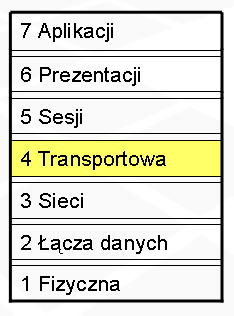 7 Aplikacji
6 Prezentacji
5 Sesji
4 Transportowa
3 Sieci
2 Łącza danych
1 Fizyczna